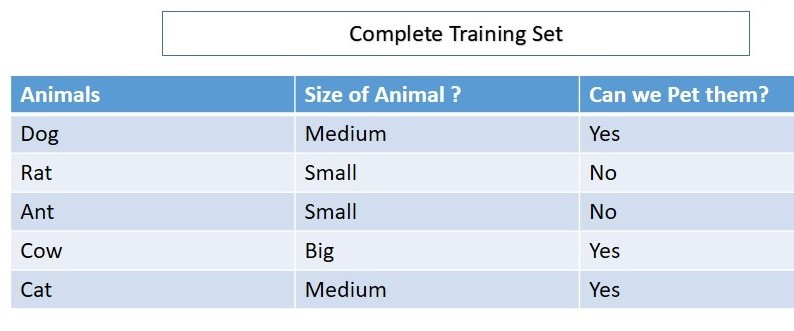 Complete Training Set
Animals Size of Animal ? Can we Pet them?
Dog Medium Yes
Rat Small No
Ant Small No
Cow Big Yes
Cat Medium Yes